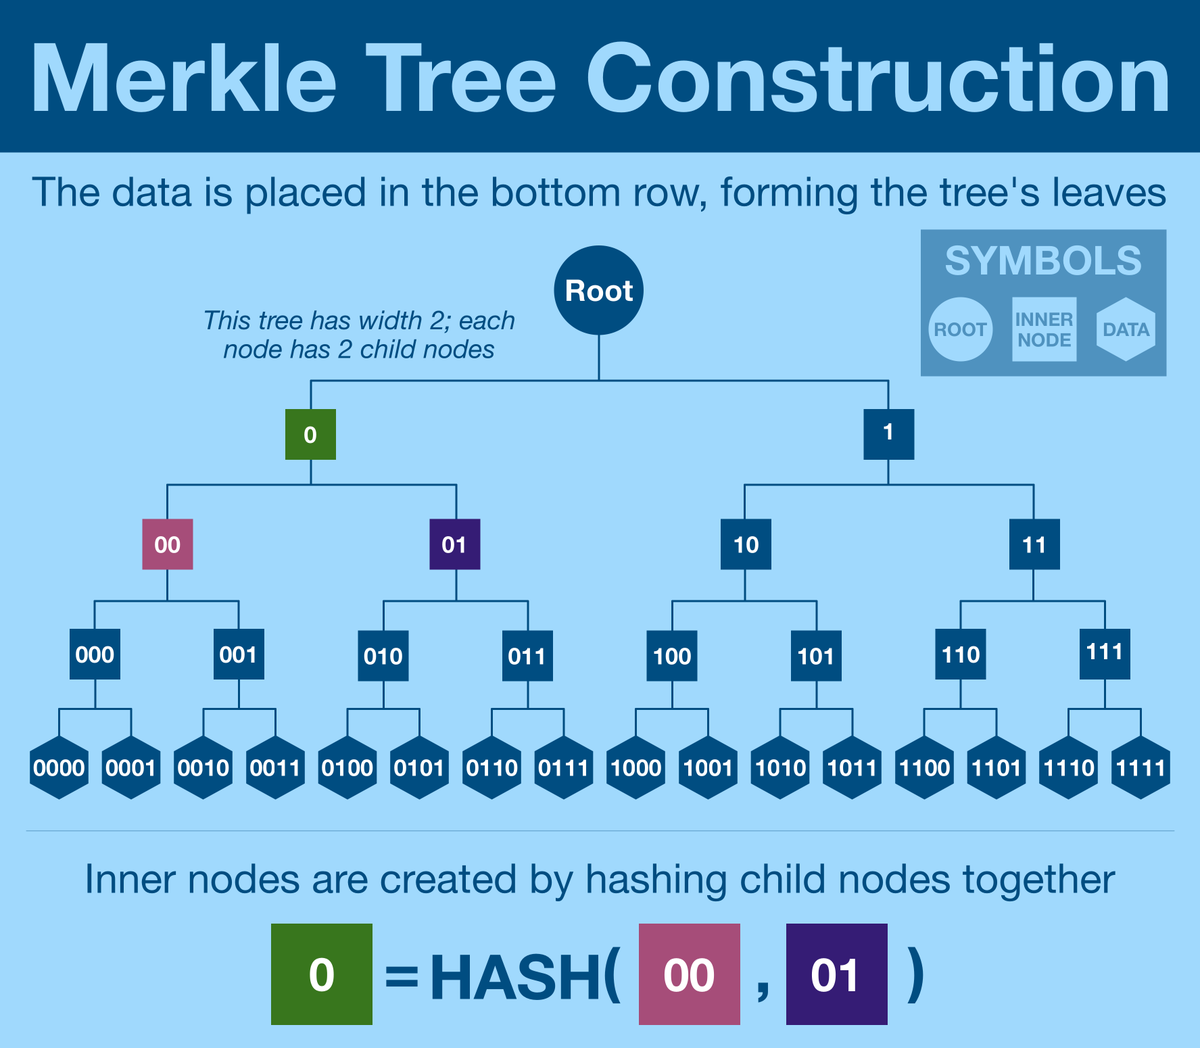 Merkle Tree Construction
The data is placed in the bottom row, forming the tree's leaves
SYMBOLS
ROOT
INNER
NODE
DATA
Root
This tree has width 2; each
node has 2 child nodes
0
1
00
01
10
11
000
001
010
011
100
101
110
111
0000
0001
0010
0011
0100
0101
0110
0111
1000
1001
1010
1011
1100
1101
1110
1111
Inner nodes are created by hashing child nodes together
0 = HASH( 00 , 01 )